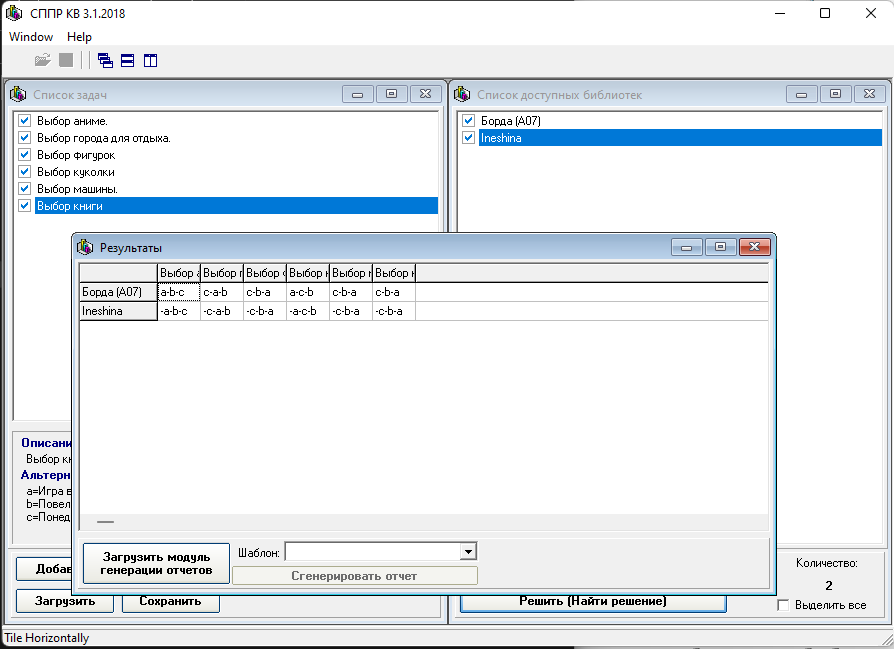 СППР КВ 3.1.2018
Window Help
Список задач
Выбор аниме.
Выбор города для отдыха.
Выбор фигурок
Выбор куколки
Выбор машины.
Выбор книги
Список доступных библиотек
Борда (А07)
Ineshina
Результаты
Выбор Выбор Выбор Выбор Выбор Выбор
Борда (А07) a-b-c c-a-b c-b-a a-c-b c-b-a c-b-a
Ineshina -a-b-c -c-a-b -c-b-a -a-c-b -c-b-a -c-b-a
Описани
Выбор кн
Альтерн
a=Игра в
b=Повел
c=Понед
Загрузить модуль
генерации отчетов
Шаблон:
Сгенерировать отчет
Добав
Загрузить
Сохранить
Решить (Найти решение)
Количество:
2
Выделить все
Tile Horizontally